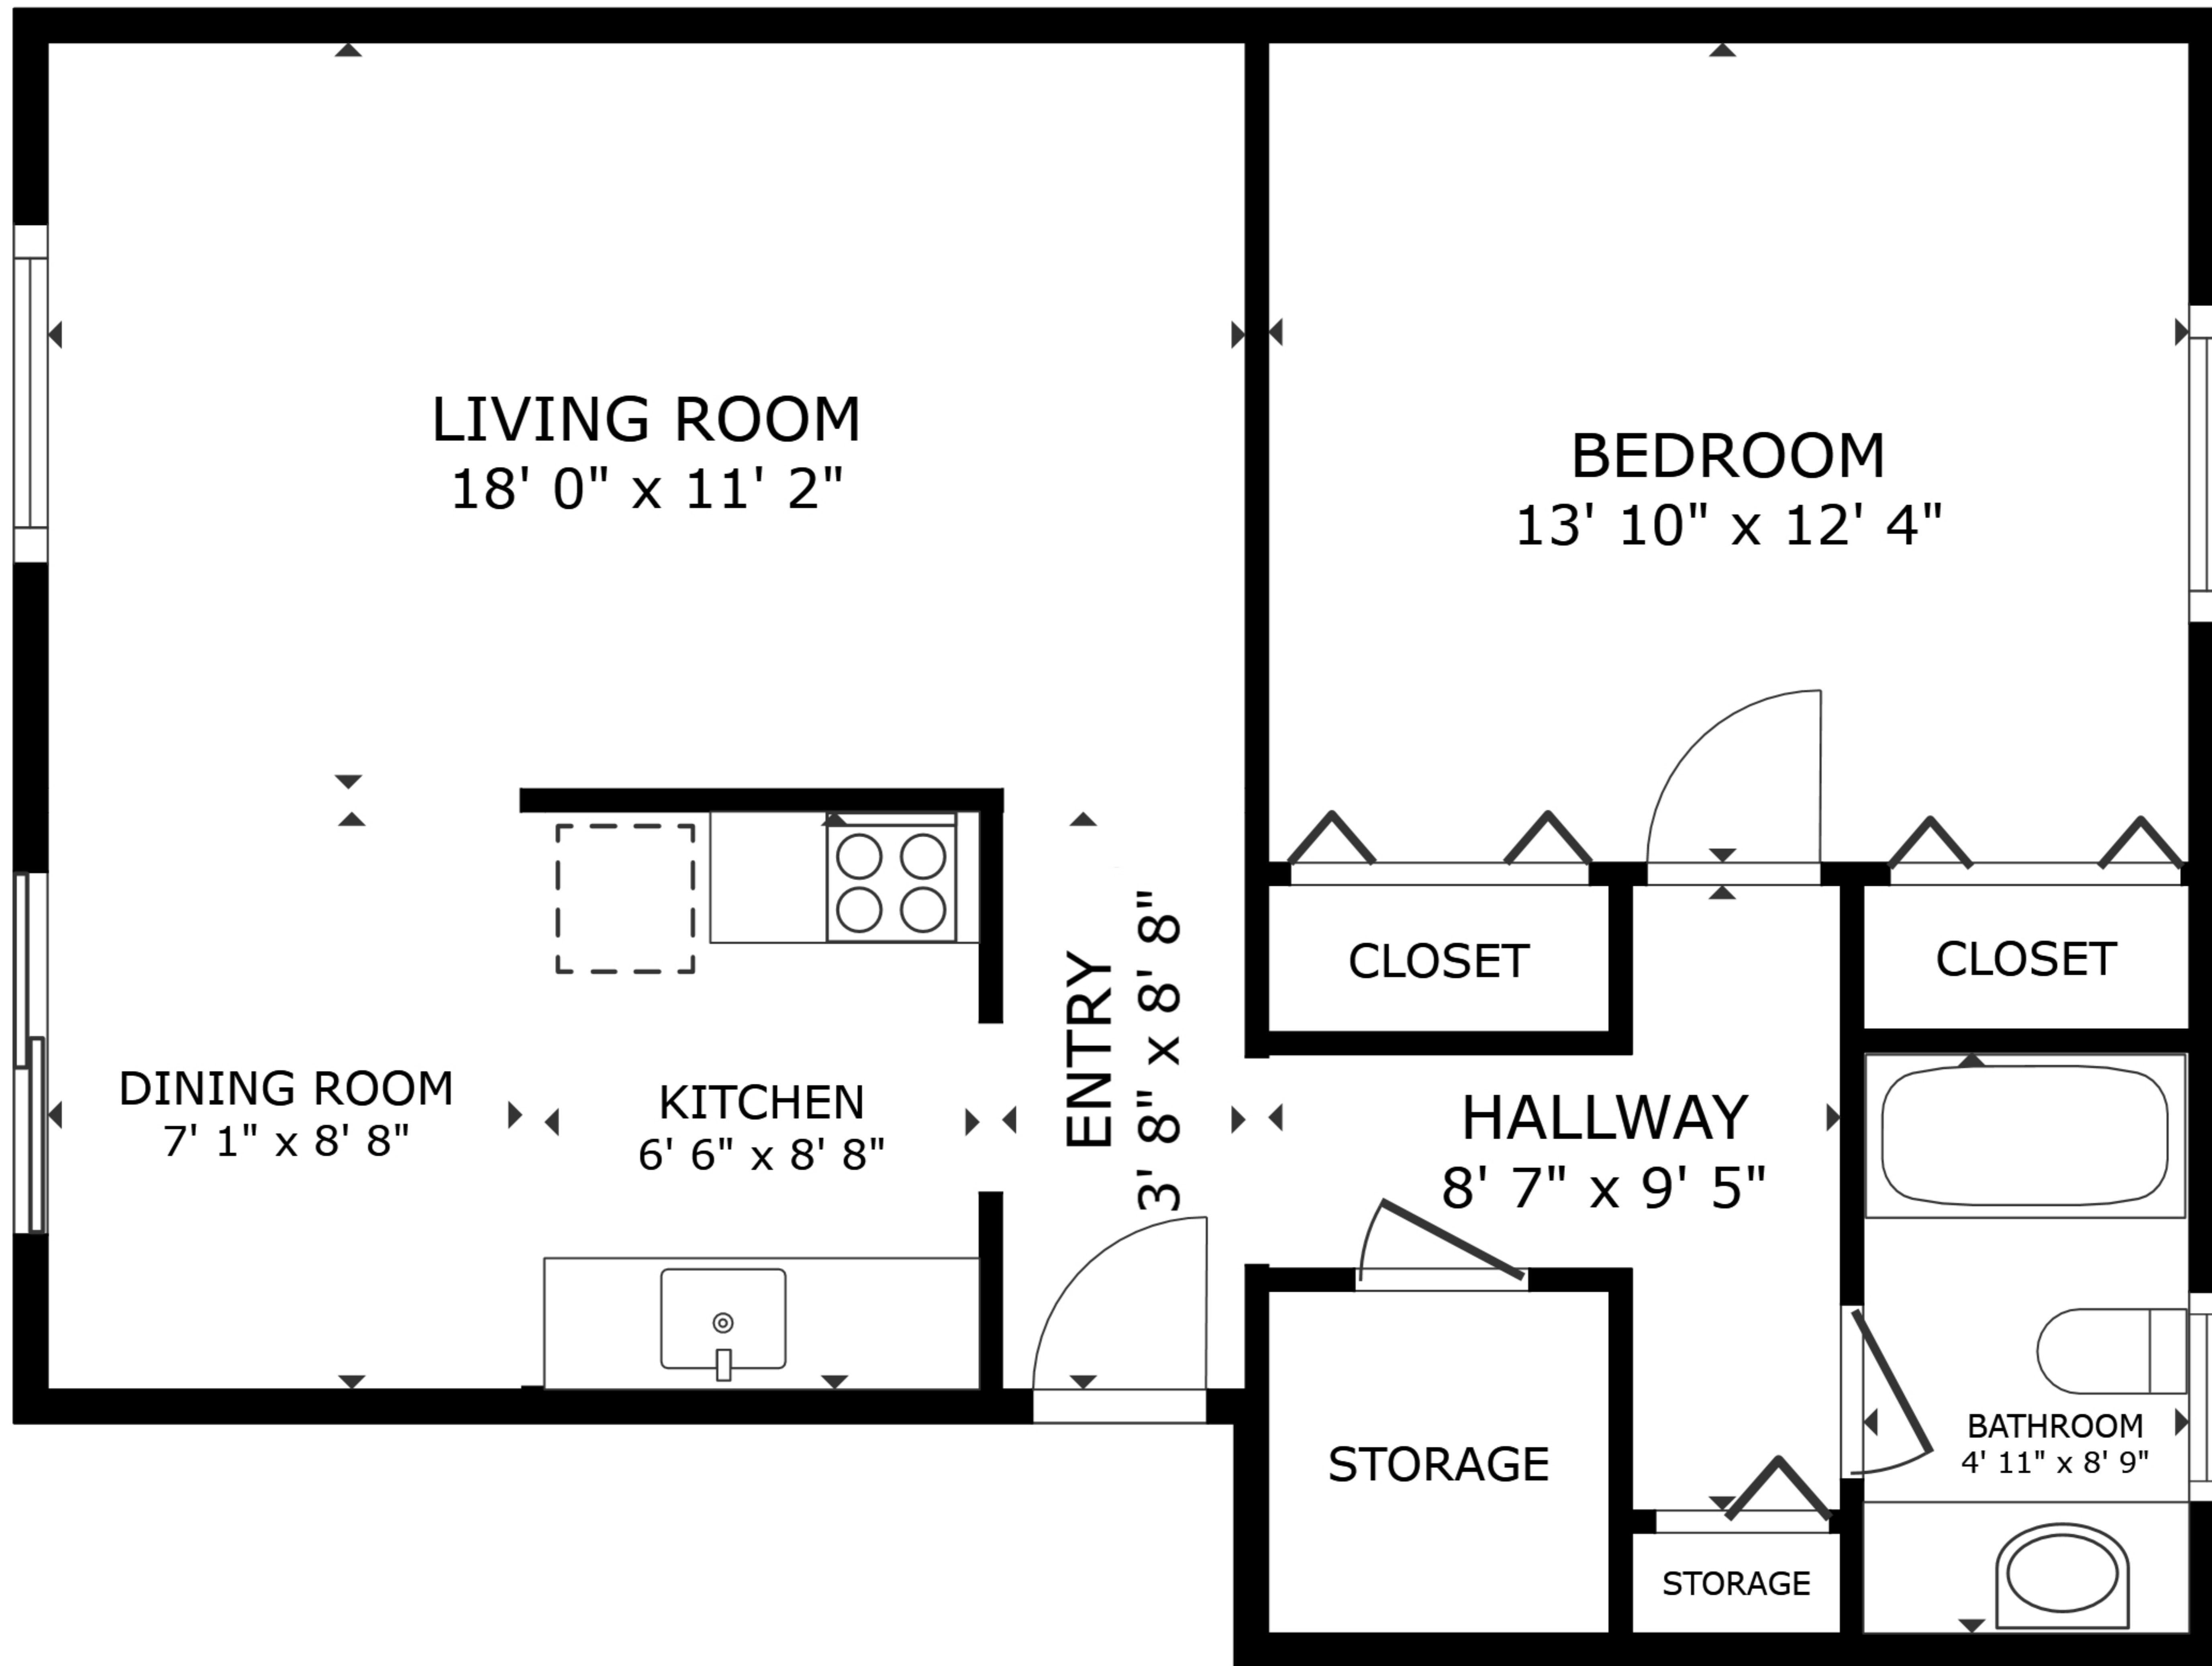 LIVING ROOM
18' 0" x 11' 2"
BEDROOM
13' 10" x 12' 4"
CLOSET
CLOSET
ENTRY
3' 8" x 8' 8"
DINING ROOM
7' 1" x 8' 8"
KITCHEN
6' 6" x 8' 8"
HALLWAY
8' 7" x 9' 5"
BATHROOM
4' 11" x 8' 9"
STORAGE
STORAGE